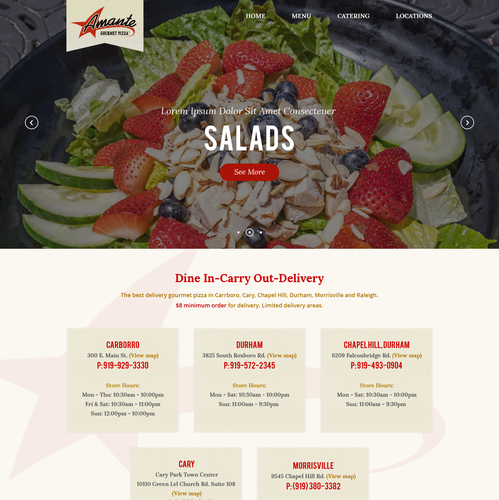 Amante
GOURMET PIZZA
HOME MENU CATERING LOCATIONS
Lorem Ipsum Dolor Sit Amet Consecteuer
SALADS
See More
Dine In-Carry Out-Delivery
The best delivery gourmet pizza in Carrboro, Cary, Chapel Hill, Durham, Morrisville and Raleigh.
$8 minimum order for delivery. Limited delivery areas.
CARBORRO
300 E. Main St. (View map)
P:919-929-3330
Store Hours:
Mon - Thu: 10:30am - 10:00pm
Fri & Sat: 10:30am - 11:00pm
Sun: 12:00pm - 10:00pm
DURHAM
3825 South Roxboro Rd. (View map)
P:919-572-2345
Store Hours:
Mon - Sat: 10:30am - 10:00pm
Sun: 11:00am - 9:30pm
CHAPEL HILL, DURHAM
6209 Falconbridge Rd. (View map)
P:919-493-0904
Store Hours:
Mon - Sat: 10:30am - 10:00pm
Sun: 11:00am - 9:30pm
CARY
Cary Park Town Center
10110 Green Lvl Church Rd. Suite 108
(View map)
MORRISVILLE
9545 Chapel Hill Rd. (View map)
P:(919) 380-3382